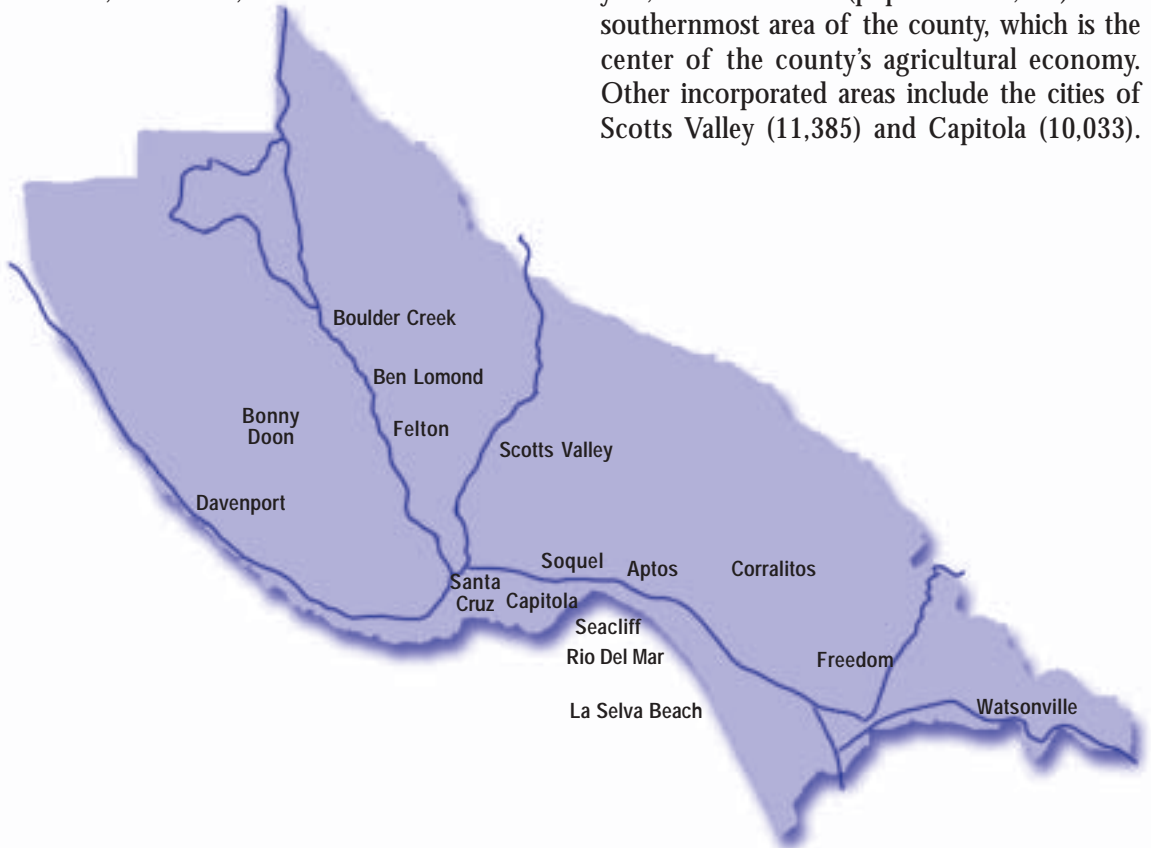 southernmost area of the county, which is the
center of the county's agricultural economy.
Other incorporated areas include the cities of
Scotts Valley (11,385) and Capitola (10,033).
Boulder Creek
Ben Lomond
Bonny
Doon
Felton
Scotts Valley
Davenport
Soquel
Aptos
Corralitos
Santa
Cruz
Capitola
Seacliff
Rio Del Mar
Freedom
La Selva Beach
Watsonville